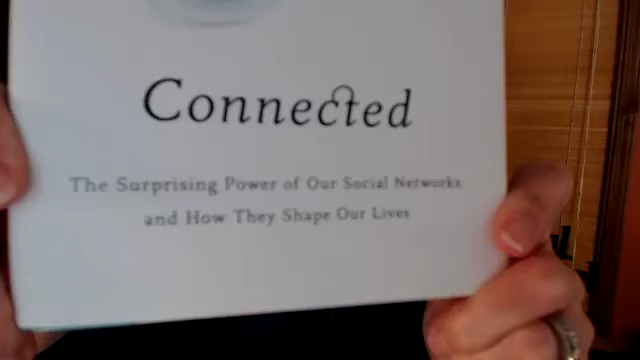 Connected
The Surprising Power of Our Social Networks
and How They Shape Our Lives